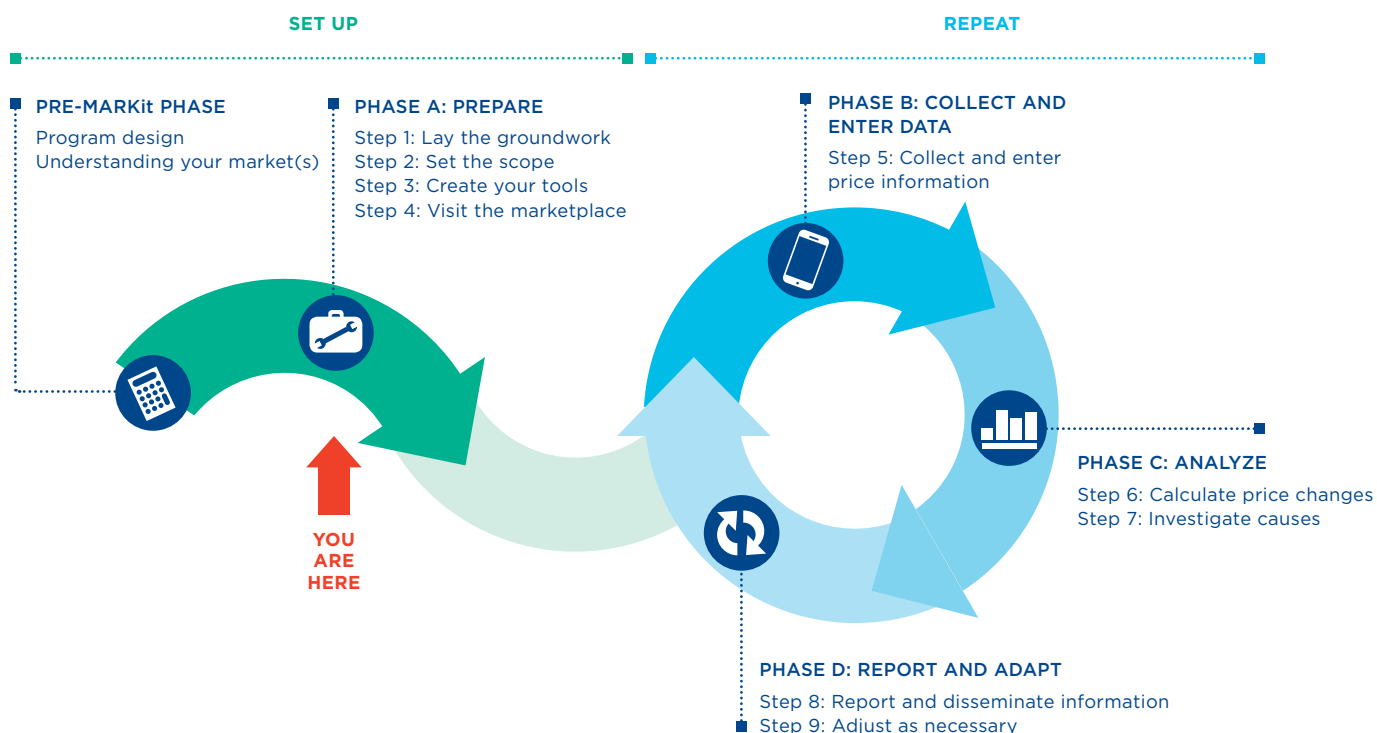 SET UP
REPEAT
PRE-MARKit PHASE
Program design
Understanding your market(s)
PHASE A: PREPARE
Step 1: Lay the groundwork
Step 2: Set the scope
Step 3: Create your tools
Step 4: Visit the marketplace
PHASE B: COLLECT AND
ENTER DATA
Step 5: Collect and enter
price information
YOU
ARE
HERE
PHASE C: ANALYZE
Step 6: Calculate price changes
Step 7: Investigate causes
PHASE D: REPORT AND ADAPT
Step 8: Report and disseminate information
Step 9: Adjust as necessary